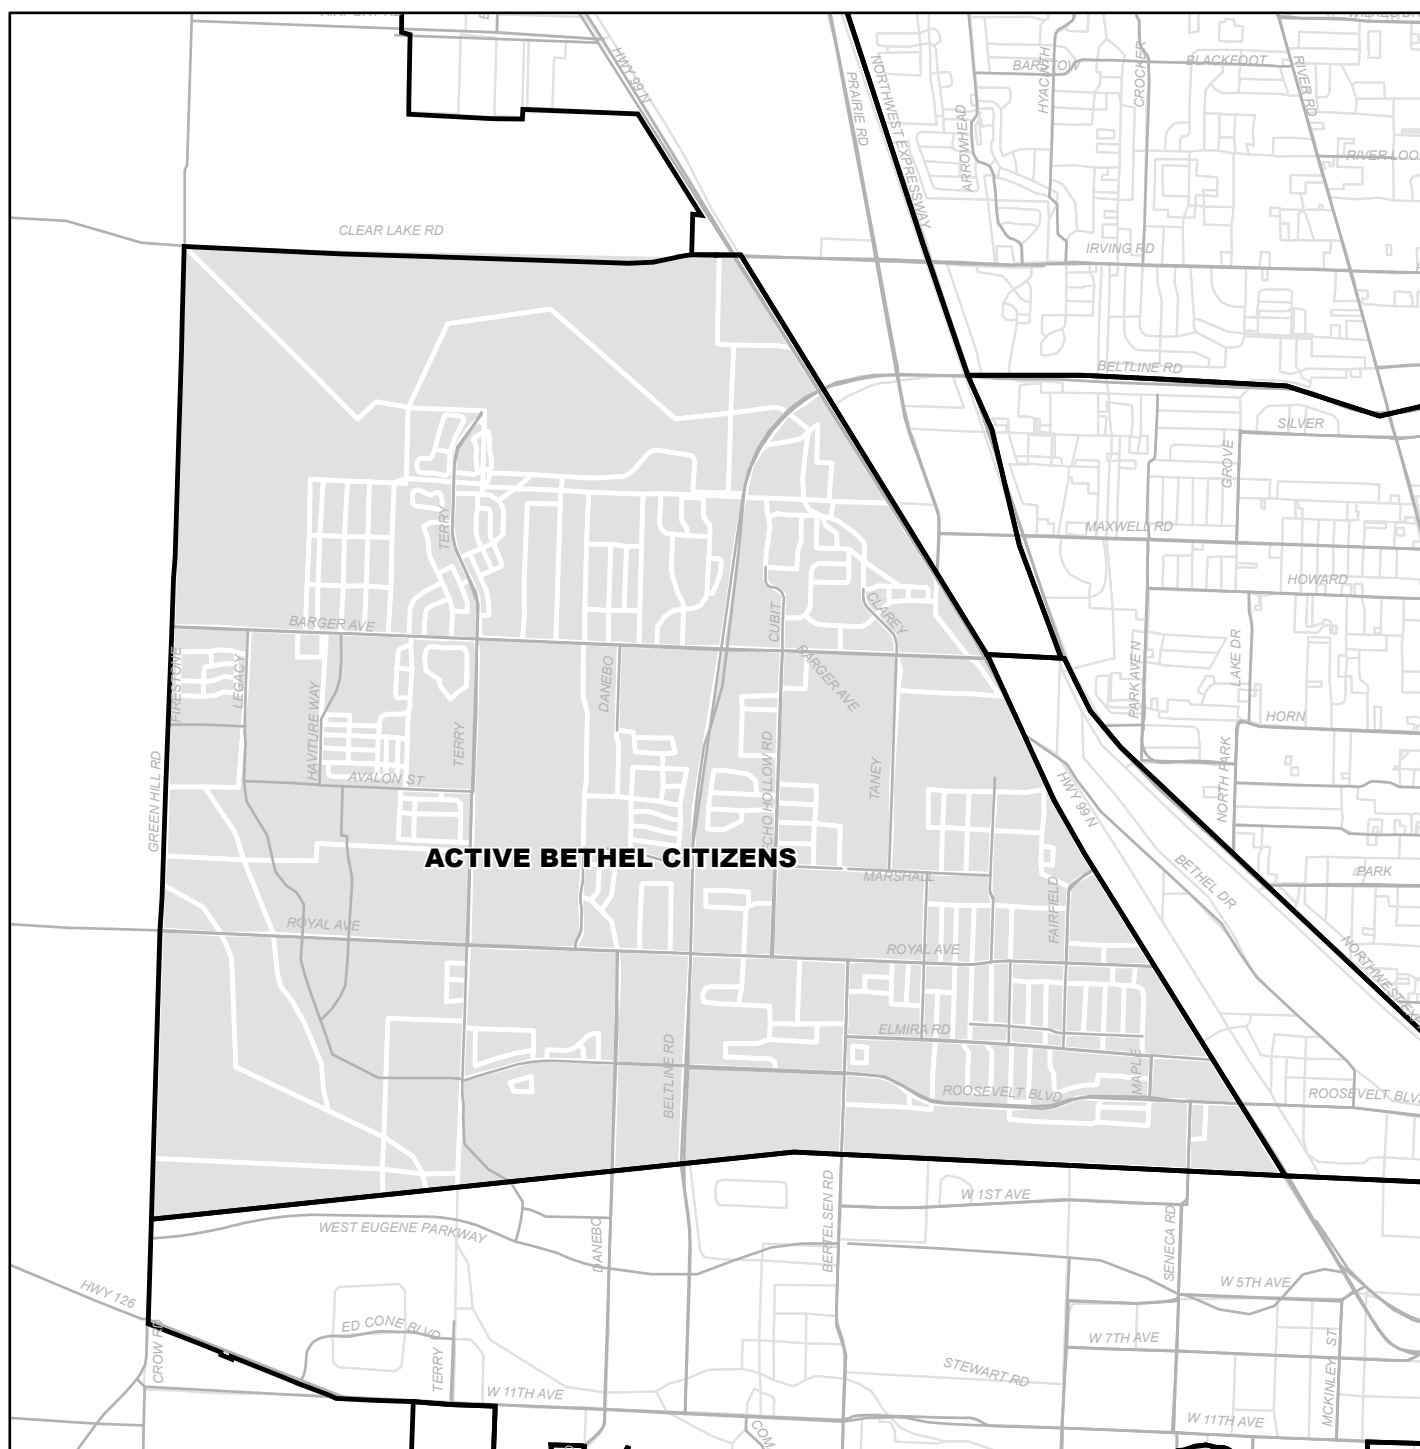 HWY 99 N
PRAIRIE RD
NORTHWEST EXPRESSWAY
BARSTOW
HYACINTH
CROCKER
BLACKFOOT
RIVER RD
ARROWHEAD
RIVER LOO
CLEAR LAKE RD
IRVING RD
BELTLINE RD
SILVER
GROVE
TERRY
MAXWELL RD
HOWARD
BARGER AVE
CUBIT
CLAREY
FIRESTONE
LEGACY
HAVITURE WAY
DANEBO
BARGER AVE
PARK AVE N
LAKE DR
HORN
TERRY
GREEN HILL RD
AVALON ST
ECHO HOLLOW RD
TANEY
HWY 99 N
NORTH PARK
ACTIVE BETHEL CITIZENS
MARSHALL
BETHEL DR
PARK
FAIRFIELD
ROYAL AVE
ROYAL AVE
ELMIRA RD
BELTLINE RD
MAPLE
ROOSEVELT BLVD
ROOSEVELT BLV
W 1ST AVE
WEST EUGENE PARKWAY
DANEBO
BERTELSEN RD
SENECA RD
HWY 126
W 5TH AVE
ED CONE BLVD
CROW RD
TERRY
W 7TH AVE
MCKINLEY ST
STEWART RD
W 11TH AVE
W 11TH AVE
COM